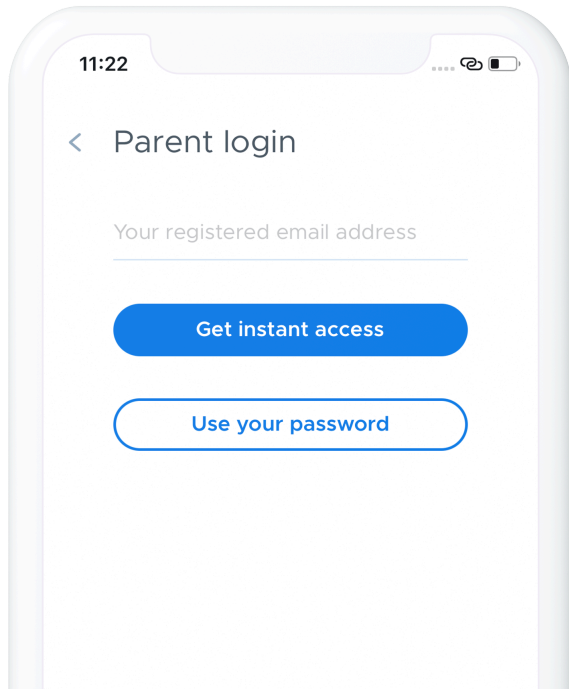 11:22
Parent login
Your registered email address
Get instant access
Use your password